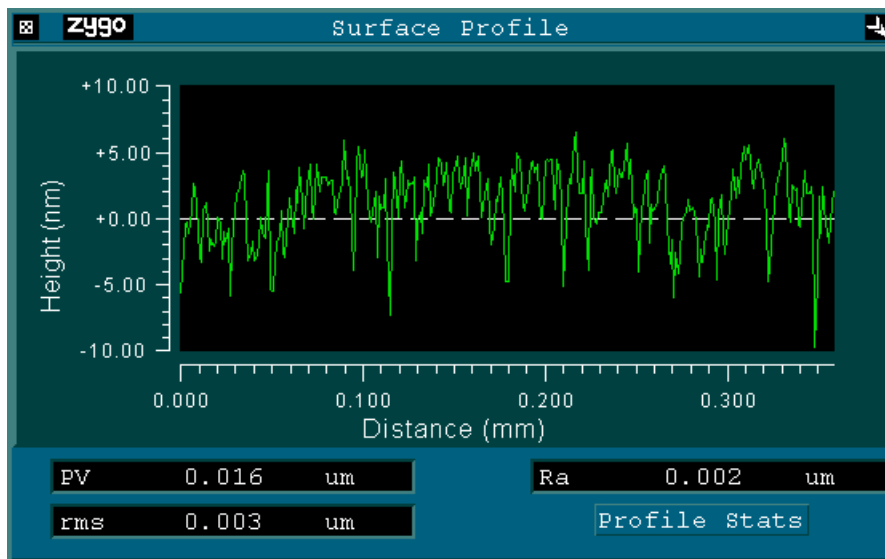 zygo Surface Profile
+10.00
+5.00
+0.00
-5.00
-10.00
Height (nm)
0.000 0.100 0.200 0.300
Distance (mm)
PV 0.016 um Ra 0.002 um
rms 0.003 um Profile Stats